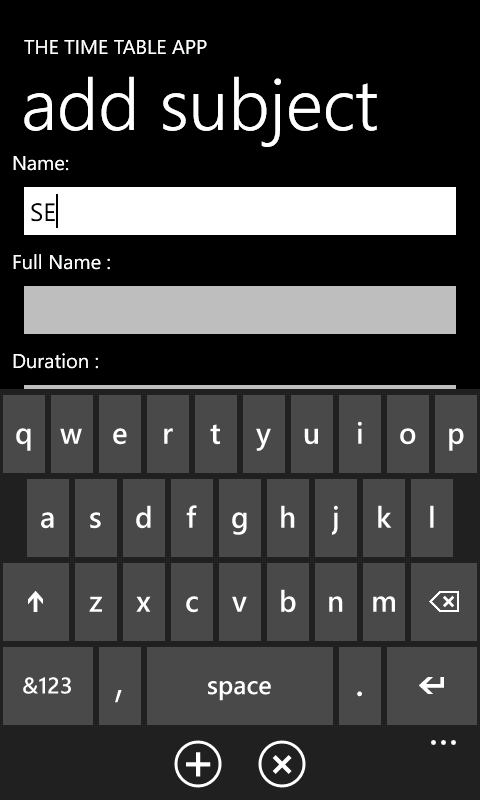 THE TIME TABLE APP
add subject
Name:
SE
Full Name :
Duration :
q w e r t y u i o p
a s d f g h j k l
z x c v b n m
&123 , space .